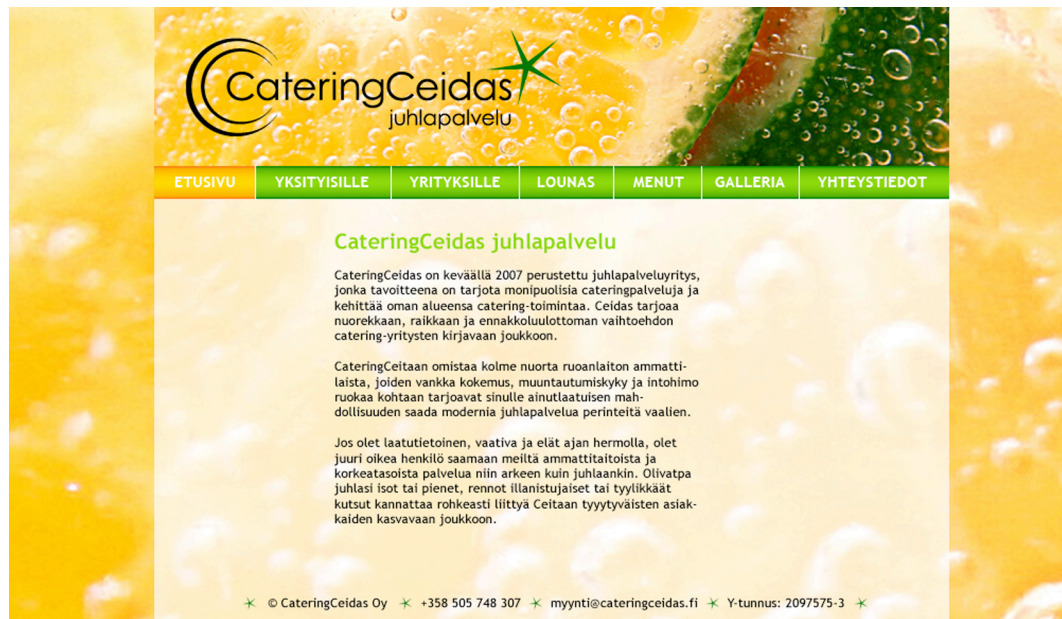 CateringCeidas
juhlapalvelu
ETUSIVU YKSITYISILLE YRITYKSILLE LOUNAS MENUT GALLERIA YHTEYSTIEDOT
CateringCeidas juhlapalvelu
CateringCeidas on keväällä 2007 perustettu juhlapalveluyritys,
jonka tavoitteena on tarjota monipuolisia cateringpalveluja ja
kehittää oman alueensa catering-toimintaa. Ceidas tarjoaa
nuorekkaan, raikkaan ja ennakkoluulottoman vaihtoehdon
catering-yritysten kirjavaan joukkoon.
CateringCeitaan omistaa kolme nuorta ruoanlaiton ammatti-
laista, joiden vankka kokemus, muuntautumiskyky ja intohimo
ruokaa kohtaan tarjoavat sinulle ainutlaatuisen mah-
dollisuuden saada modernia juhlapalvelua perinteitä vaalien.
Jos olet laatutietoinen, vaativa ja elät ajan hermolla, olet
juuri oikea henkilö saamaan meiltä ammattitaitoista ja
korkeatasoista palvelua niin arkeen kuin juhlaankin. Olivatpa
juhlasi isot tai pienet, rennot illanistujaiset tai tyylikkäät
kutsut kannattaa rohkeasti liittyä Ceitaan tyyytyväisten asiak-
kaiden kasvavaan joukkoon.
© CateringCeidas Oy +358 505 748 307 myynti@cateringceidas.fi Y-tunnus: 2097575-3